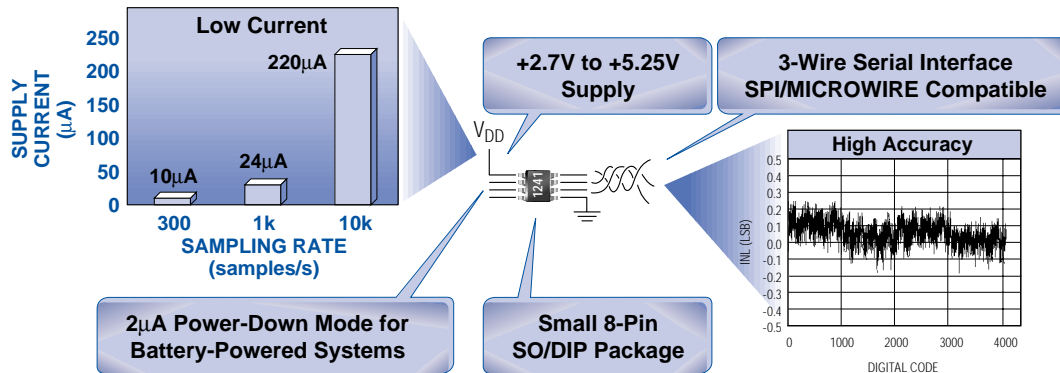 Low Current
SUPPLY
CURRENT
(µA)
250
200
150
100
50
0
220µA
24µA
10µA
300
1k
10k
SAMPLING RATE
(samples/s)
+2.7V to +5.25V
Supply
3-Wire Serial Interface
SPI/MICROWIRE Compatible
VDD
1241
High Accuracy
INL (LSB)
0.5
0.4
0.3
0.2
0.1
0.0
-0.1
-0.2
-0.3
-0.4
-0.5
0
1000
2000
3000
4000
DIGITAL CODE
2µA Power-Down Mode for
Battery-Powered Systems
Small 8-Pin
SO/DIP Package